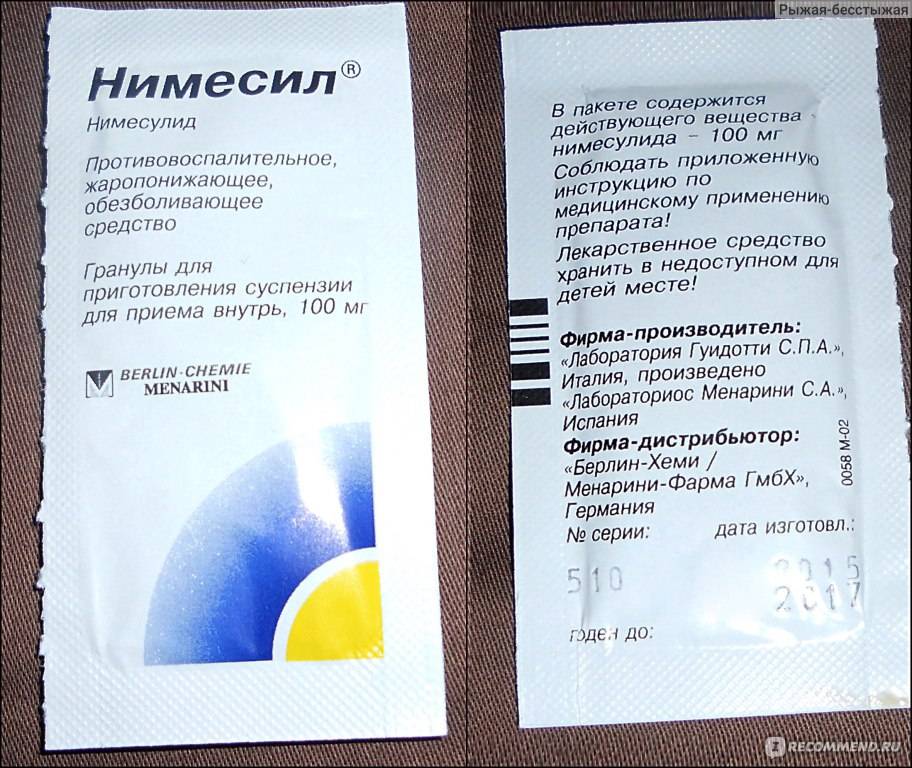 Нимесил®
Нимесулид
Противовоспалительное,
жаропонижающее,
обезболивающее
средство
Гранулы для
приготовления суспензии
для приема внутрь, 100 мг
BERLIN-CHEMIE
MENARINI
Рыжая-бесстыжая
В пакете содержится
действующего вещества
нимесулида – 100 мг
Соблюдать приложенную
инструкцию по
медицинскому применению
препарата!
Лекарственное средство
хранить в недоступном для
детей месте!
Фирма-производитель:
«Лаборатория Гуидотти С.П.А.»,
Италия, произведено
«Лабораториос Менарини С.А.»,
Испания
Фирма-дистрибьютор:
«Берлин-Хеми /
Менарини-Фарма ГмбХ»,
Германия
0058 M-02
№ серии: дата изготовл.:
510 2015
2017
годен до:
IRECOMMEND.RU